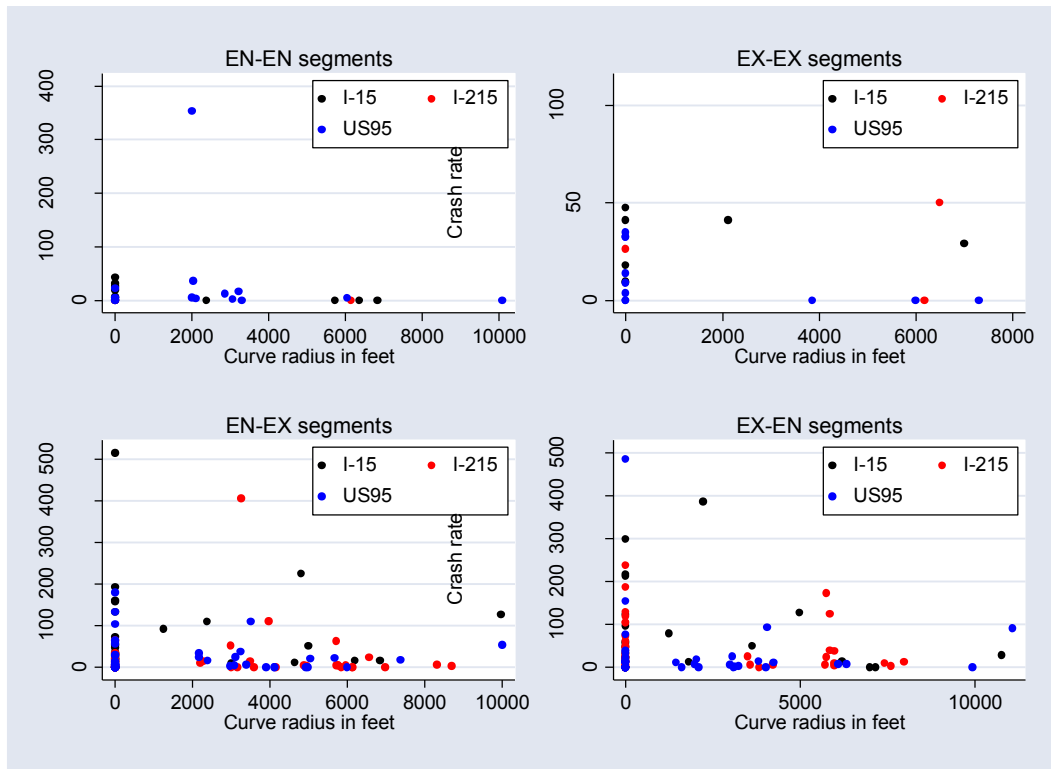 EN-EN segments
I-15 I-215
US95
400
300
200
100
0
Crash rate
0 2000 4000 6000 8000 10000
Curve radius in feet
EX-EX segments
I-15 I-215
US95
100
50
0
0 2000 4000 6000 8000
Curve radius in feet
EN-EX segments
I-15 I-215
US95
500
400
300
200
100
0
Crash rate
0 2000 4000 6000 8000 10000
Curve radius in feet
EX-EN segments
I-15 I-215
US95
500
400
300
200
100
0
0 5000 10000
Curve radius in feet